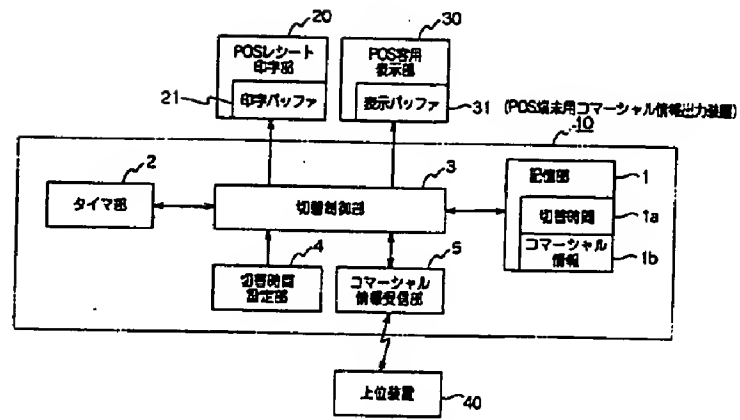 20
30
POSレシート
印字部
POS客用
表示部
21
印字バッファ
表示バッファ
31
(POS端末用コマーシャル情報出力装置)
10
2
3
記憶部
1
タイマ部
切替制御部
切替時間
1a
4
5
コマーシャル
情報
1b
切替時間
設定部
コマーシャル
情報受信部
上位装置
40